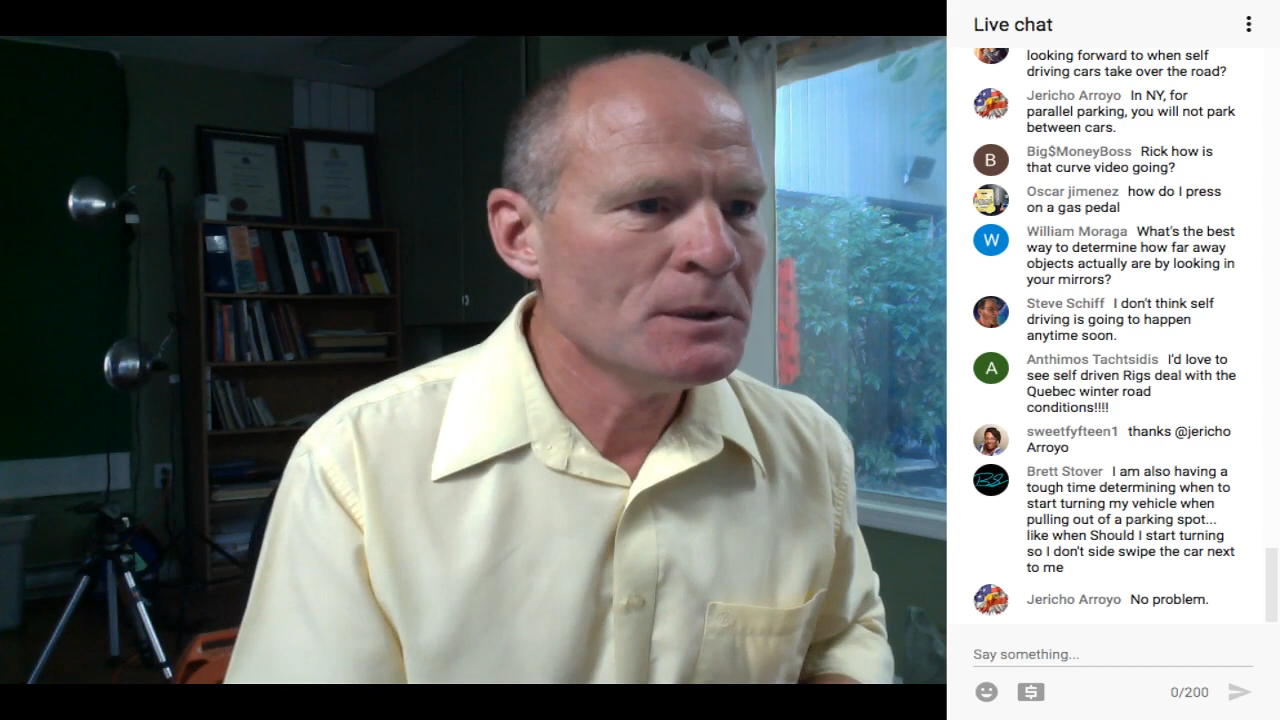 Live chat
looking forward to when self
driving cars take over the road?
Jericho Arroyo In NY, for
parallel parking, you will not park
between cars.
B
Big$MoneyBoss Rick how is
that curve video going?
Oscar jimenez how do I press
on a gas pedal
W
William Moraga What's the best
way to determine how far away
objects actually are by looking in
your mirrors?
Steve Schiff I don't think self
driving is going to happen
anytime soon.
A
Anthimos Tachtsidis I'd love to
see self driven Rigs deal with the
Quebec winter road
conditions!!!!
sweetfyfteen1 thanks @jericho
Arroyo
BS
Brett Stover I am also having a
tough time determining when to
start turning my vehicle when
pulling out of a parking spot...
like when Should I start turning
so I don't side swipe the car next
to me
Jericho Arroyo No problem.
Say something...
0/200